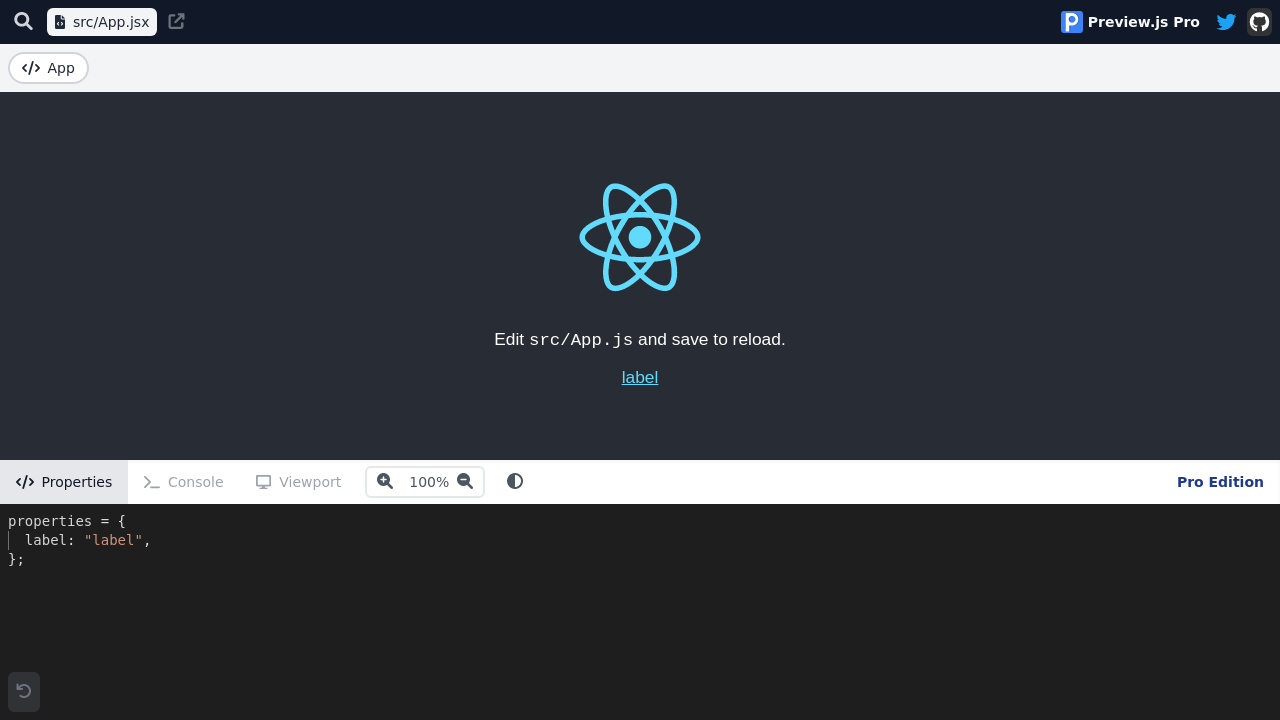 src/App.jsx
Preview.js Pro
App
Edit src/App.js and save to reload.
label
Properties
Console
Viewport
100%
Pro Edition
properties = {
  label: "label",
};